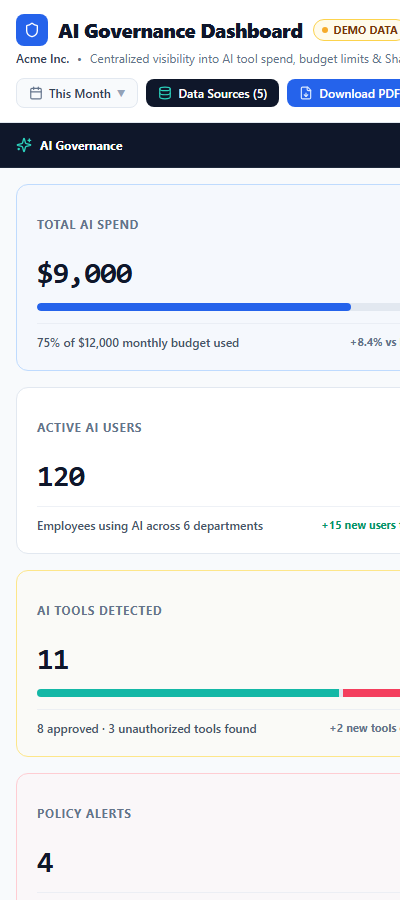 AI Governance Dashboard
DEMO DATA
Acme Inc. • Centralized visibility into AI tool spend, budget limits &
This Month
Data Sources (5)
Download PDF
AI Governance
TOTAL AI SPEND
$9,000
75% of $12,000 monthly budget used
+8.4% vs
ACTIVE AI USERS
120
Employees using AI across 6 departments
+15 new users
AI TOOLS DETECTED
11
8 approved · 3 unauthorized tools found
+2 new tools
POLICY ALERTS
4